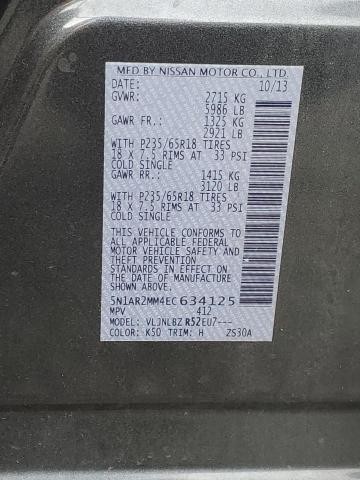 MFD BY NISSAN MOTOR CO., LTD.
DATE: 10/13
GVWR: 2715 KG
5986 LB
GAWR FR.: 1325 KG
2921 LB
WITH P235/65R18 TIRES
18 X 7.5 RIMS AT 33 PSI
COLD SINGLE
GAWR RR.: 1415 KG
3120 LB
WITH P235/65R18 TIRES
18 X 7.5 RIMS AT 33 PSI
COLD SINGLE
THIS VEHICLE CONFORMS TO
ALL APPLICABLE FEDERAL
MOTOR VEHICLE SAFETY AND
THEFT PREVENTION
STANDARDS IN EFFECT ON THE
DATE OF MANUFACTURE
SHOWN ABOVE.
5N1AR2MM4EC634125
MPV 412
MODEL: VLJNLBZ R52EU7---
COLOR: K50 TRIM: H ZS30A